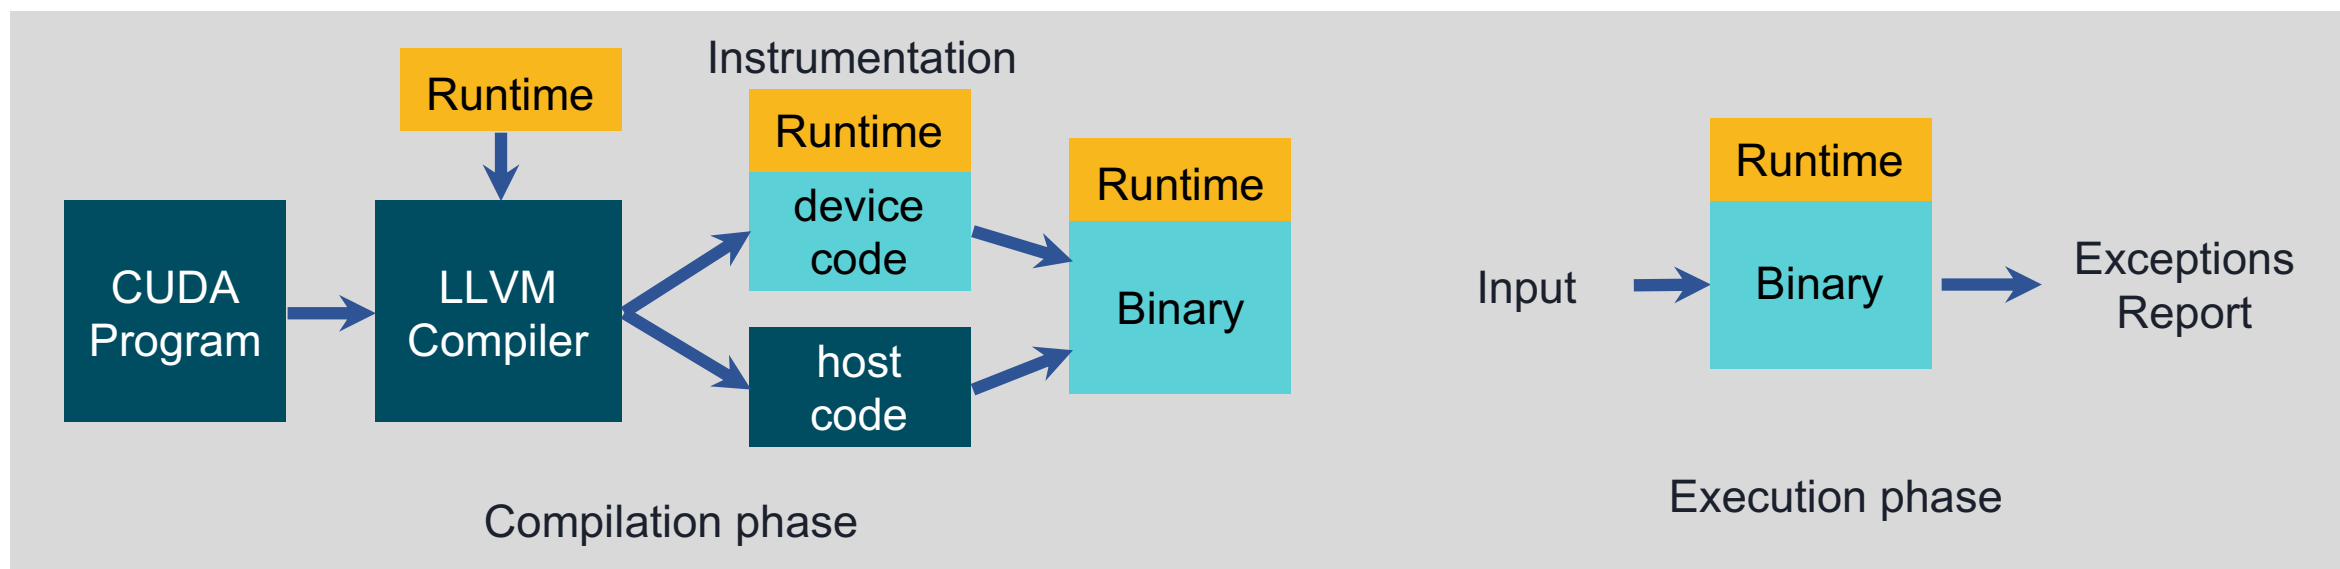 Runtime
CUDA
Program
LLVM
Compiler
Instrumentation
Runtime
device
code
host
code
Runtime
Binary
Compilation phase
Input
Runtime
Binary
Exceptions
Report
Execution phase